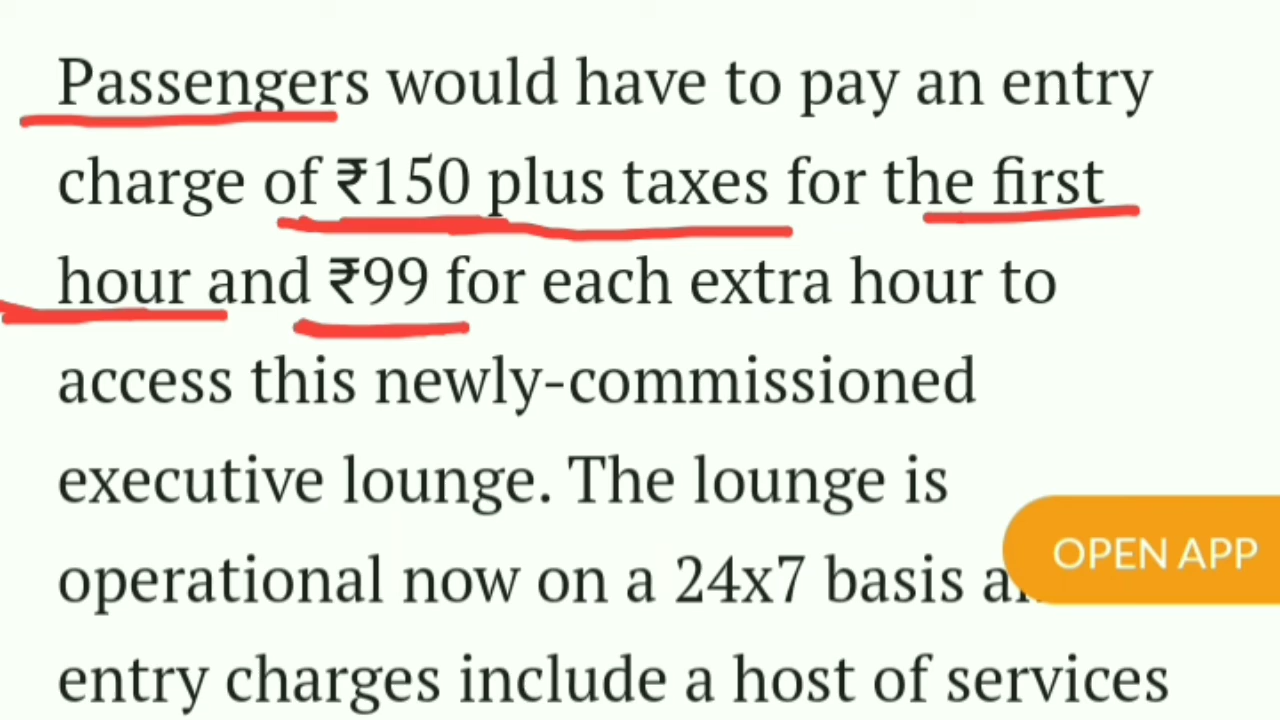 Passengers would have to pay an entry
charge of ₹150 plus taxes for the first
hour and ₹99 for each extra hour to
access this newly-commissioned
executive lounge. The lounge is
OPEN APP
operational now on a 24x7 basis
entry charges include a host of services